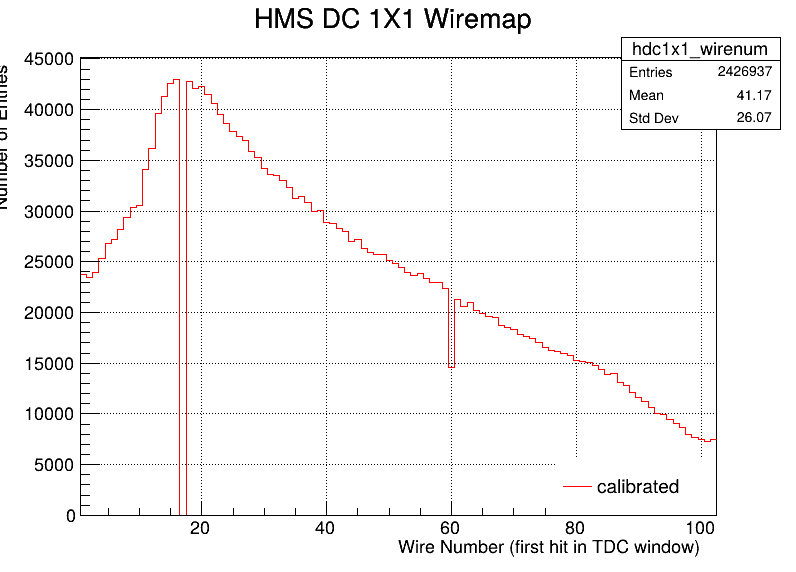 HMS DC 1X1 Wiremap
hdc1x1_wirenum
Entries 2426937
Mean 41.17
Std Dev 26.07
Number of Entries
45000
40000
35000
30000
25000
20000
15000
10000
5000
0
20 40 60 80 100
calibrated
Wire Number (first hit in TDC window)